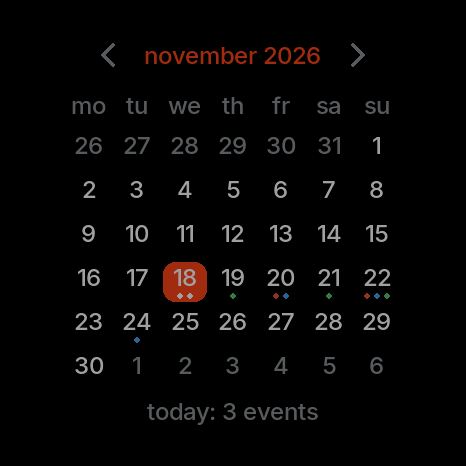 november 2026
mo tu we th fr sa su
26 27 28 29 30 31 1
2 3 4 5 6 7 8
9 10 11 12 13 14 15
16 17 18 19 20 21 22
23 24 25 26 27 28 29
30 1 2 3 4 5 6
today: 3 events